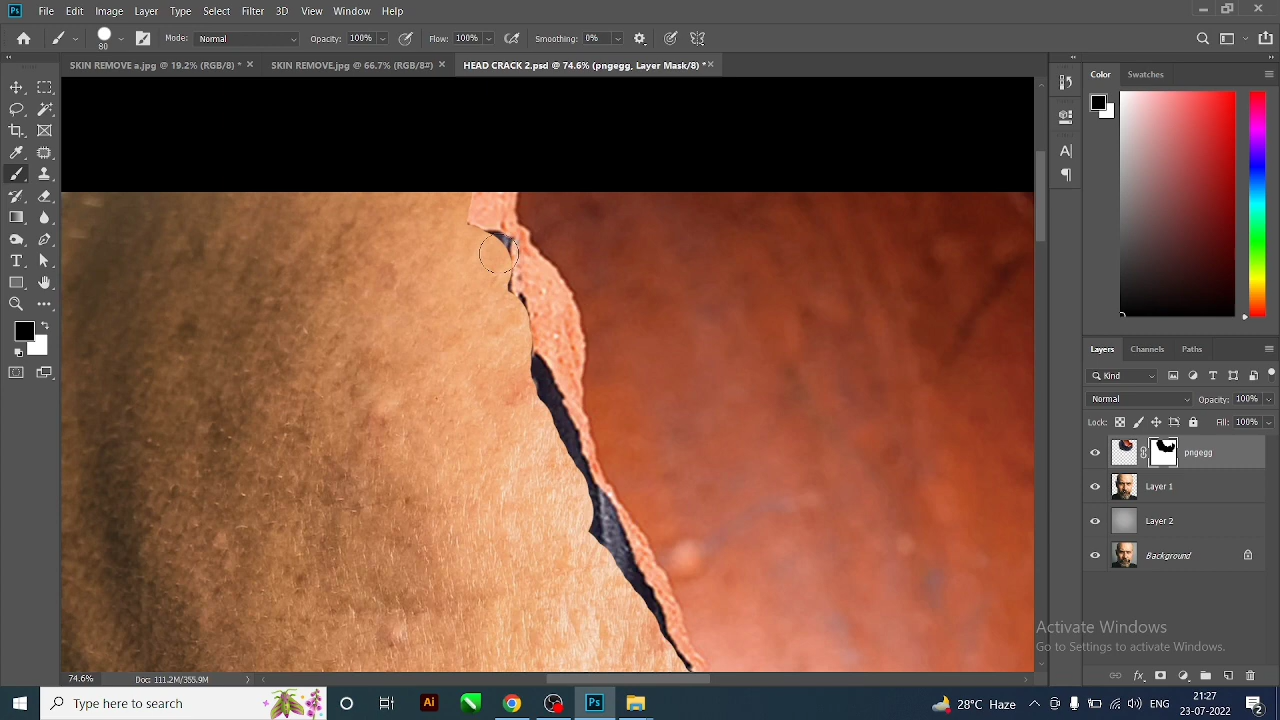 Ps File Edit Image Layer Type Select Filter 3D View Window Help
80 Mode: Normal Opacity: 100% Flow: 100% Smoothing: 0%
SKIN REMOVE a.jpg @ 19.2% (RGB/8) * × SKIN REMOVE.jpg @ 66.7% (RGB/8#) × HEAD CRACK 2.psd @ 74.6% (pngegg, Layer Mask/8) * ×
Color Swatches
Layers Channels Paths
Kind
Normal Opacity: 100%
Lock: Fill: 100%
pngegg
Layer 1
Layer 2
Background
Activate Windows
Go to Settings to activate Windows.
74.6% Doc: 111.2M/355.9M
Type here to search Ai Ps 28°C Haze ENG 21:27
23-07-2022